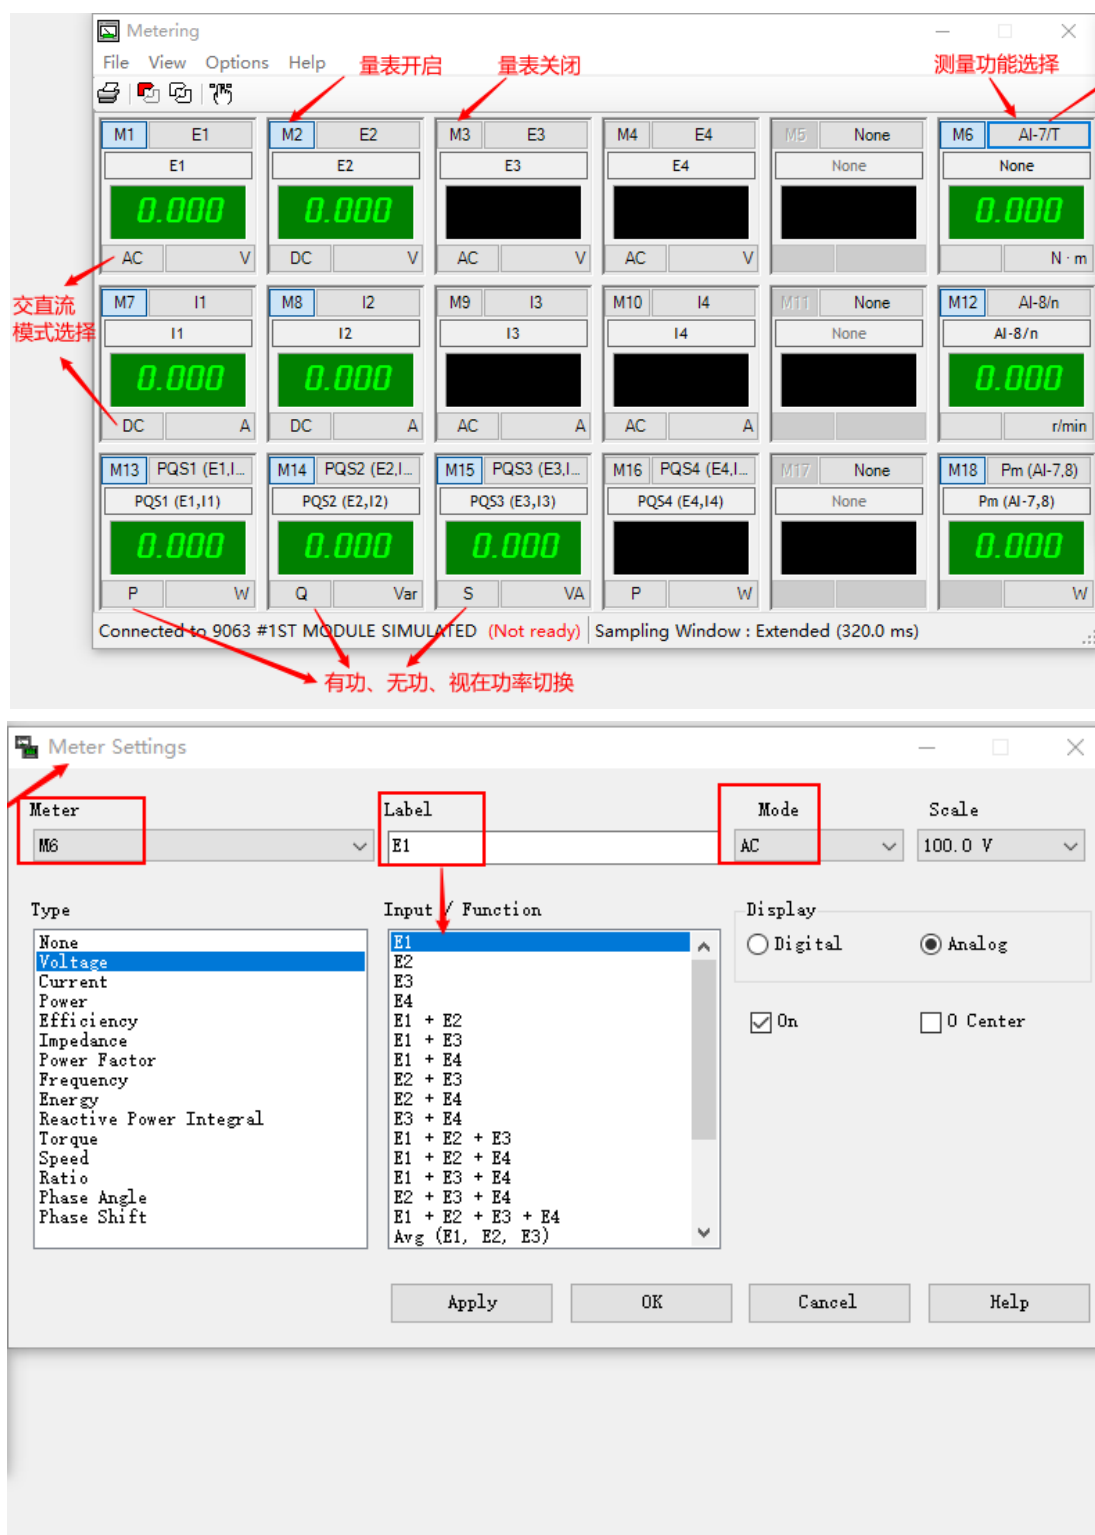 Metering
File View Options Help 量表开启 量表关闭 测量功能选择
M1 E1 M2 E2 M3 E3 M4 E4 M5 None M6 AI-7/T
E1 E2 E3 E4 None None
0.000 0.000 0.000
AC V DC V AC V AC V N·m
交直流
模式选择
M7 I1 M8 I2 M9 I3 M10 I4 M11 None M12 AI-8/n
I1 I2 I3 I4 None AI-8/n
0.000 0.000 0.000
DC A DC A AC A AC A r/min
M13 PQS1 (E1,I... M14 PQS2 (E2,I... M15 PQS3 (E3,I... M16 PQS4 (E4,I... M17 None M18 Pm (AI-7,8)
PQS1 (E1,I1) PQS2 (E2,I2) PQS3 (E3,I3) PQS4 (E4,I4) None Pm (AI-7,8)
0.000 0.000 0.000 0.000
P W Q Var S VA P W W
Connected to 9063 #1ST MODULE SIMULATED (Not ready) Sampling Window : Extended (320.0 ms)
有功、无功、视在功率切换
Meter Settings
Meter Label Mode Scale
M6 E1 AC 100.0 V
Type Input / Function Display
None E1 Digital Analog
Voltage E2
Current E3
Power E4
Efficiency E1 + E2 On 0 Center
Impedance E1 + E3
Power Factor E1 + E4
Frequency E2 + E3
Energy E2 + E4
Reactive Power Integral E3 + E4
Torque E1 + E2 + E3
Speed E1 + E2 + E4
Ratio E1 + E3 + E4
Phase Angle E2 + E3 + E4
Phase Shift E1 + E2 + E3 + E4
Avg (E1, E2, E3)
Apply OK Cancel Help